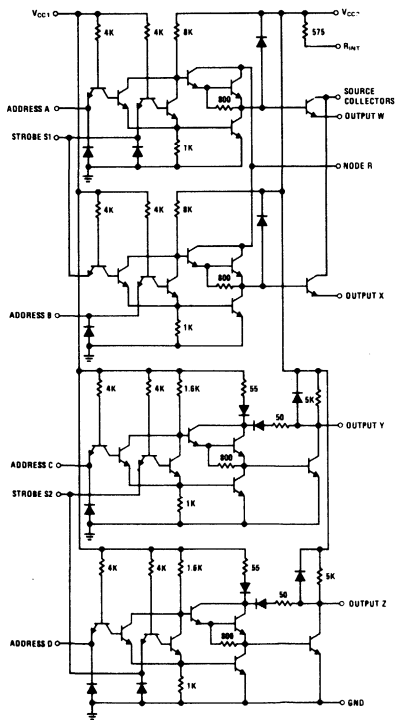 VCC1
VCC2
4K
4K
8K
575
RINT
ADDRESS A
800
SOURCE COLLECTORS
OUTPUT W
STROBE S1
1K
NODE R
4K
4K
8K
800
OUTPUT X
ADDRESS B
1K
4K
4K
1.6K
55
5K
50
OUTPUT Y
ADDRESS C
800
STROBE S2
1K
4K
4K
1.6K
55
5K
50
OUTPUT Z
ADDRESS D
800
1K
GND